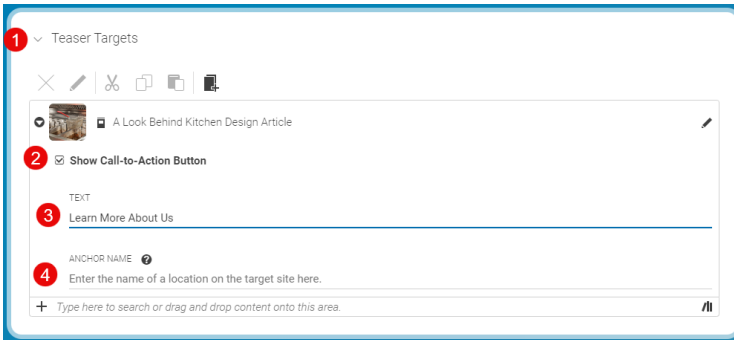 1 Teaser Targets
A Look Behind Kitchen Design Article
2 Show Call-to-Action Button
TEXT
3 Learn More About Us
ANCHOR NAME ?
4 Enter the name of a location on the target site here.
Type here to search or drag and drop content onto this area.